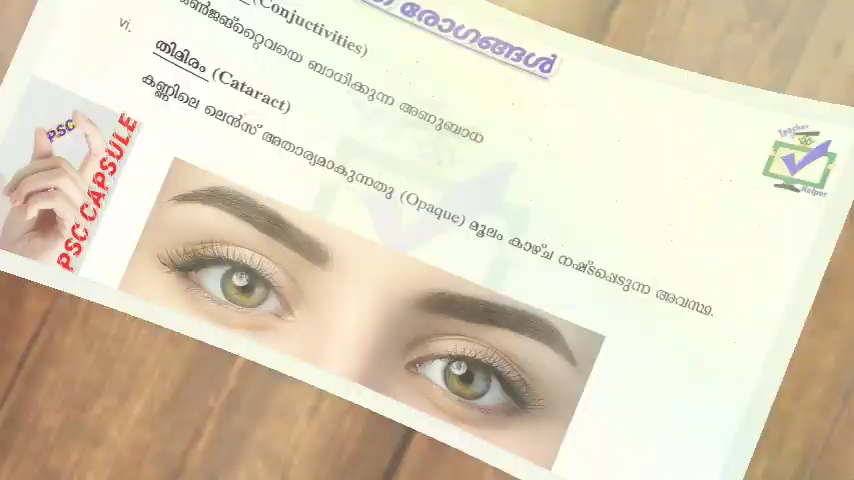 രോഗങ്ങൾ
(Conjuctivities)
ബാധിക്കുന്ന അണുബാധ
vi.
തിമിരം (Cataract)
കണ്ണിലെ ലെൻസ് അതാര്യമാകുന്നതു (Opaque) മൂലം കാഴ്ച നഷ്ടപ്പെടുന്ന അവസ്ഥ.
PSC
PSC CAPSULE
Teacher
Helper